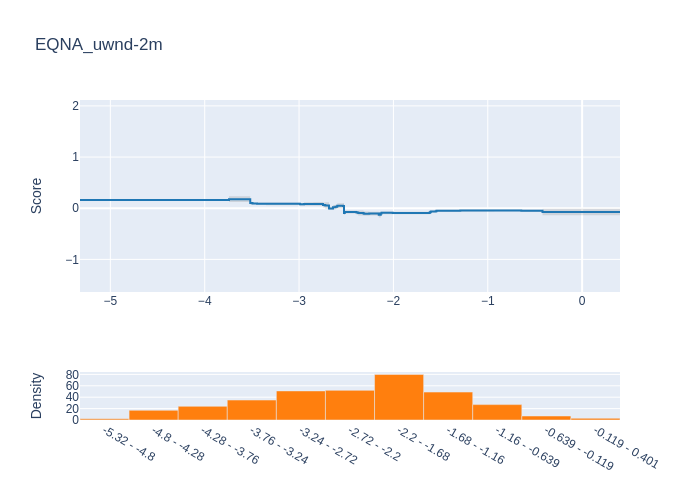 EQNA_uwnd-2m
Score
2
1
0
−1
−5
−4
−3
−2
−1
0
Density
80
60
40
20
0
-5.32 - -4.8
-4.8 - -4.28
-4.28 - -3.76
-3.76 - -3.24
-3.24 - -2.72
-2.72 - -2.2
-2.2 - -1.68
-1.68 - -1.16
-1.16 - -0.639
-0.639 - -0.119
-0.119 - 0.401